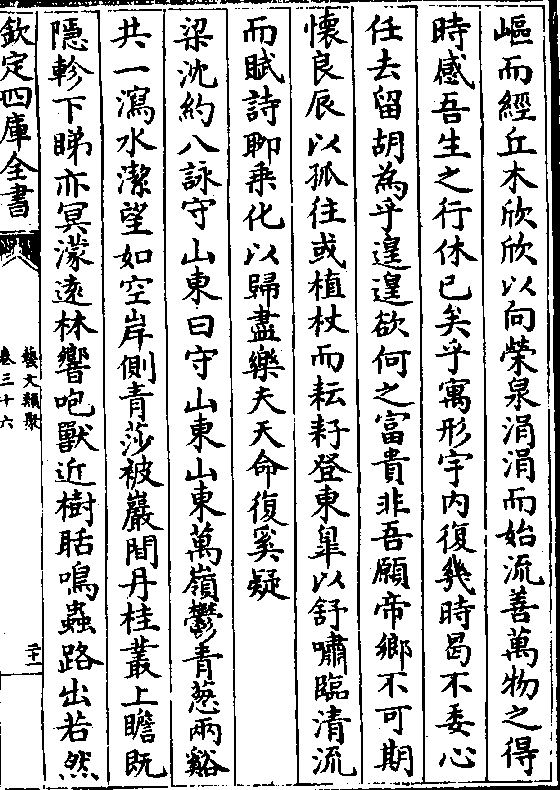 嶇而經丘木欣欣以向榮泉涓涓而始流善萬物之得
時感吾生之行休已矣乎寓形宇內復幾時曷不委心
任去留胡為乎遑遑欲何之富貴非吾願帝鄉不可期
懷良辰以孤往或植杖而耘耔登東皐以舒嘯臨清流
而賦詩聊乗化以歸盡樂夫天命復奚疑
梁沈約八詠守山東曰守山東山東萬嶺鬱青葱兩谿
共一瀉水潔望如空岸側青莎被巖間丹桂叢上瞻既
隱軫下睇亦冥濛逺林響咆獸近樹聒鳴蟲路出若然
欽定四庫全書
藝文類聚
卷三十六
二十一